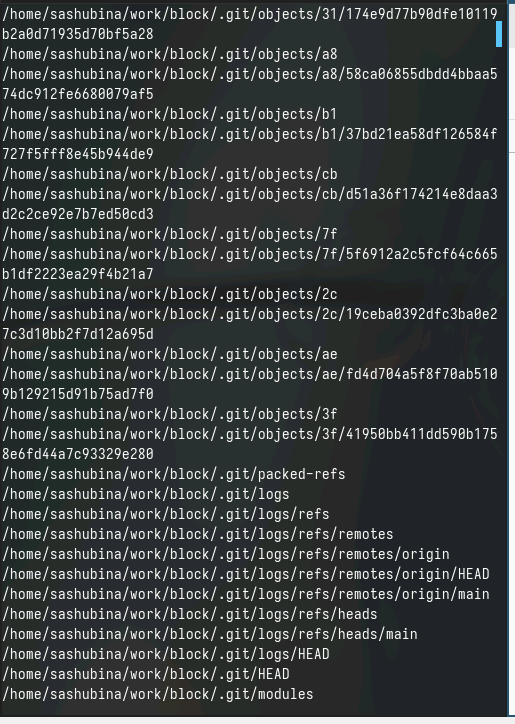 /home/sashubina/work/block/.git/objects/31/174e9d77b90dfe10119
b2a0d71935d70bf5a28
/home/sashubina/work/block/.git/objects/a8
/home/sashubina/work/block/.git/objects/a8/58ca06855dbdd4bbaa5
74dc912fe6680079af5
/home/sashubina/work/block/.git/objects/b1
/home/sashubina/work/block/.git/objects/b1/37bd21ea58df126584f
727f5fff8e45b944de9
/home/sashubina/work/block/.git/objects/cb
/home/sashubina/work/block/.git/objects/cb/d51a36f174214e8daa3
d2c2ce92e7b7ed50cd3
/home/sashubina/work/block/.git/objects/7f
/home/sashubina/work/block/.git/objects/7f/5f6912a2c5fcf64c665
b1df2223ea29f4b21a7
/home/sashubina/work/block/.git/objects/2c
/home/sashubina/work/block/.git/objects/2c/19ceba0392dfc3ba0e2
7c3d10bb2f7d12a695d
/home/sashubina/work/block/.git/objects/ae
/home/sashubina/work/block/.git/objects/ae/fd4d704a5f8f70ab510
9b129215d91b75ad7f0
/home/sashubina/work/block/.git/objects/3f
/home/sashubina/work/block/.git/objects/3f/41950bb411dd590b175
8e6fd44a7c93329e280
/home/sashubina/work/block/.git/packed-refs
/home/sashubina/work/block/.git/logs
/home/sashubina/work/block/.git/logs/refs
/home/sashubina/work/block/.git/logs/refs/remotes
/home/sashubina/work/block/.git/logs/refs/remotes/origin
/home/sashubina/work/block/.git/logs/refs/remotes/origin/HEAD
/home/sashubina/work/block/.git/logs/refs/remotes/origin/main
/home/sashubina/work/block/.git/logs/refs/heads
/home/sashubina/work/block/.git/logs/refs/heads/main
/home/sashubina/work/block/.git/logs/HEAD
/home/sashubina/work/block/.git/HEAD
/home/sashubina/work/block/.git/modules